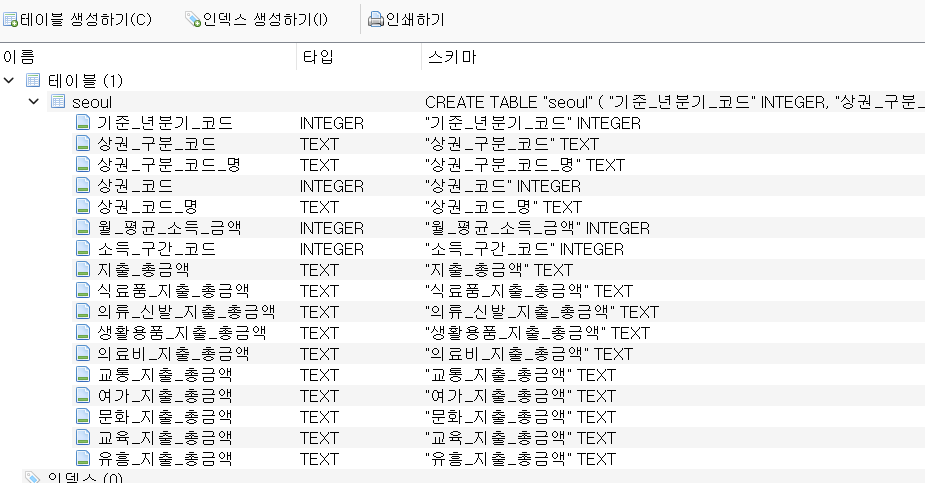 테이블 생성하기(C) 인덱스 생성하기(I) 인쇄하기
이름 타입 스키마
테이블 (1)
seoul CREATE TABLE "seoul" ( "기준_년분기_코드" INTEGER, "상권_구분_
기준_년분기_코드 INTEGER "기준_년분기_코드" INTEGER
상권_구분_코드 TEXT "상권_구분_코드" TEXT
상권_구분_코드_명 TEXT "상권_구분_코드_명" TEXT
상권_코드 INTEGER "상권_코드" INTEGER
상권_코드_명 TEXT "상권_코드_명" TEXT
월_평균_소득_금액 INTEGER "월_평균_소득_금액" INTEGER
소득_구간_코드 INTEGER "소득_구간_코드" INTEGER
지출_총금액 TEXT "지출_총금액" TEXT
식료품_지출_총금액 TEXT "식료품_지출_총금액" TEXT
의류_신발_지출_총금액 TEXT "의류_신발_지출_총금액" TEXT
생활용품_지출_총금액 TEXT "생활용품_지출_총금액" TEXT
의료비_지출_총금액 TEXT "의료비_지출_총금액" TEXT
교통_지출_총금액 TEXT "교통_지출_총금액" TEXT
여가_지출_총금액 TEXT "여가_지출_총금액" TEXT
문화_지출_총금액 TEXT "문화_지출_총금액" TEXT
교육_지출_총금액 TEXT "교육_지출_총금액" TEXT
유흥_지출_총금액 TEXT "유흥_지출_총금액" TEXT
인덱스 (0)